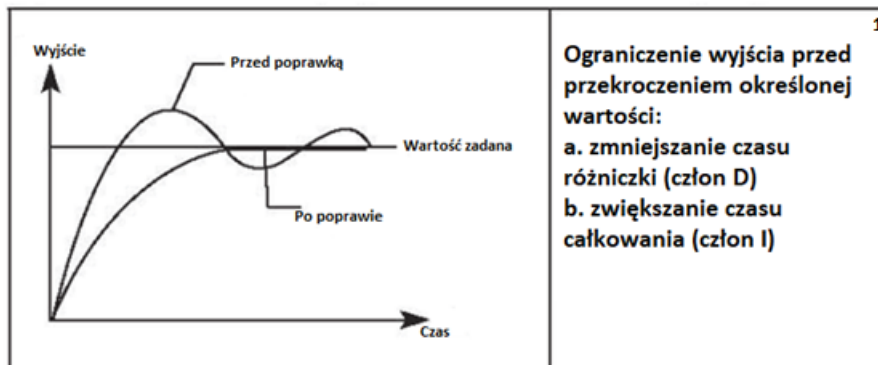 Wyjście
Przed poprawką
Wartość zadana
Po poprawie
Czas
1
Ograniczenie wyjścia przed
przekroczeniem określonej
wartości:
a. zmniejszanie czasu
różniczki (człon D)
b. zwiększanie czasu
całkowania (człon I)